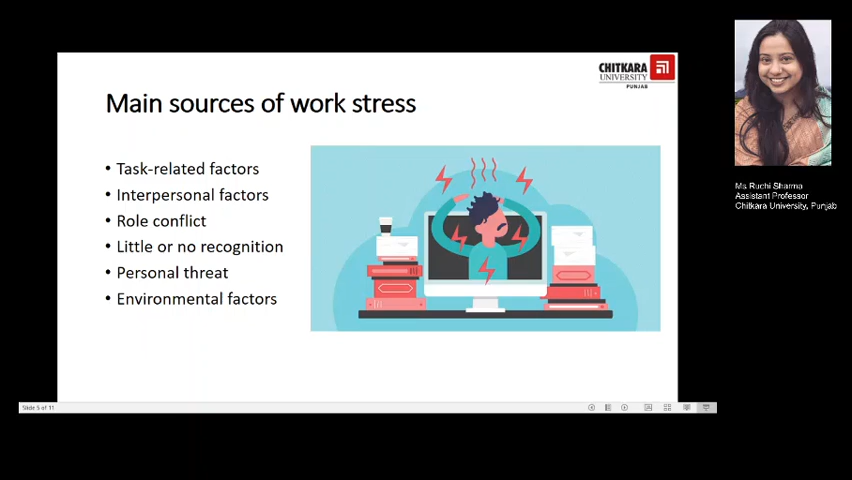 CHITKARA
UNIVERSITY
PUNJAB
Main sources of work stress
• Task-related factors
• Interpersonal factors
• Role conflict
• Little or no recognition
• Personal threat
• Environmental factors
Ms Ruchi Sharma
Assistant Professor
Chitkara University, Punjab
Slide 5 of 11